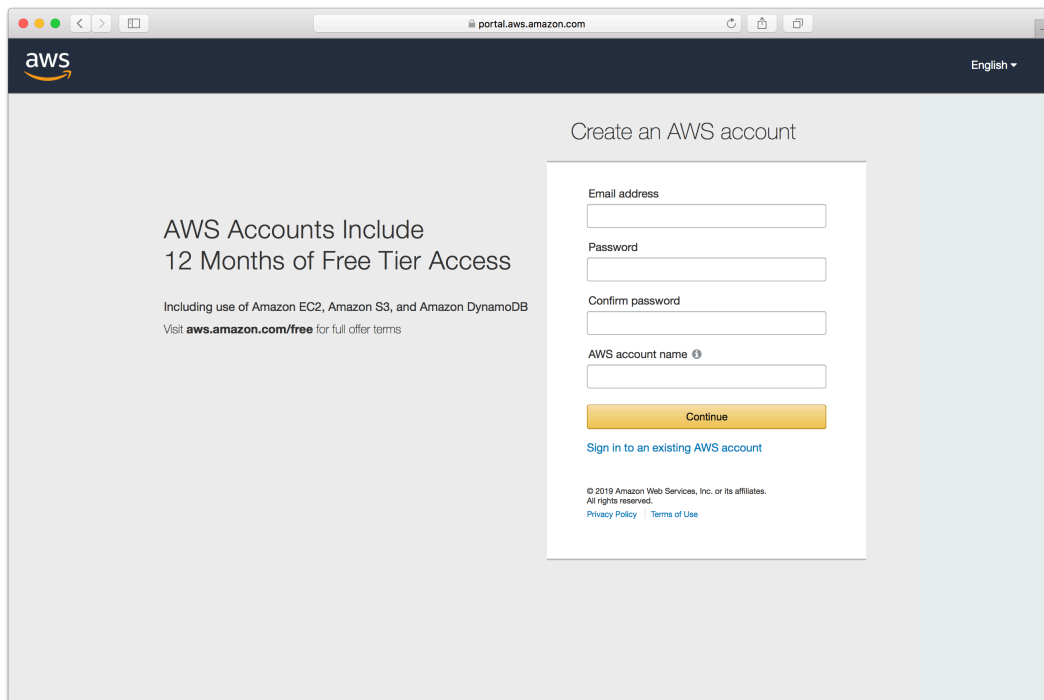 portal.aws.amazon.com
aws
English
Create an AWS account
AWS Accounts Include
12 Months of Free Tier Access
Including use of Amazon EC2, Amazon S3, and Amazon DynamoDB
Visit aws.amazon.com/free for full offer terms
Email address
Password
Confirm password
AWS account name
Continue
Sign in to an existing AWS account
© 2019 Amazon Web Services, Inc. or its affiliates.
All rights reserved.
Privacy Policy | Terms of Use